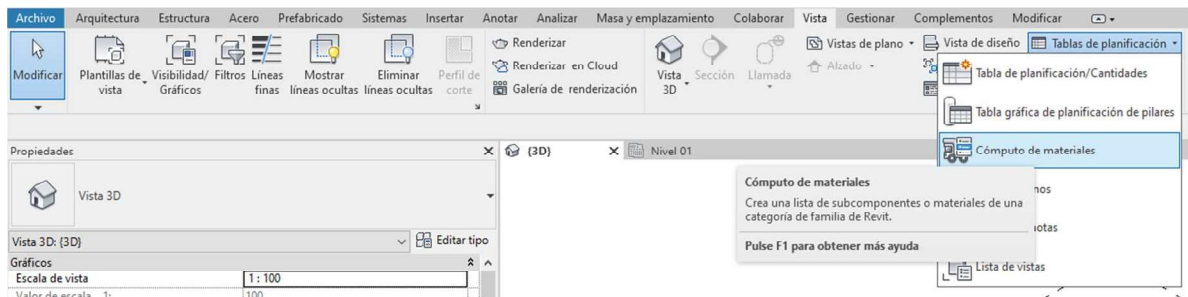 Archivo Arquitectura Estructura Acero Prefabricado Sistemas Insertar Anotar Analizar Masa y emplazamiento Colaborar Vista Gestionar Complementos Modificar
Modificar
Plantillas de vista
Visibilidad/ Gráficos
Filtros
Líneas finas
Mostrar líneas ocultas
Eliminar líneas ocultas
Perfil de corte
Renderizar
Renderizar en Cloud
Galería de renderización
Vista 3D
Sección
Llamada
Vistas de plano
Alzado
Vista de diseño
Tablas de planificación
Tabla de planificación/Cantidades
Tabla gráfica de planificación de pilares
Cómputo de materiales
Propiedades
{3D}
Nivel 01
Cómputo de materiales
Crea una lista de subcomponentes o materiales de una
categoría de familia de Revit.
Pulse F1 para obtener más ayuda
nos
otas
Lista de vistas
Vista 3D
Vista 3D: {3D}
Editar tipo
Gráficos
Escala de vista 1 : 100
Valor de escala 1: 100